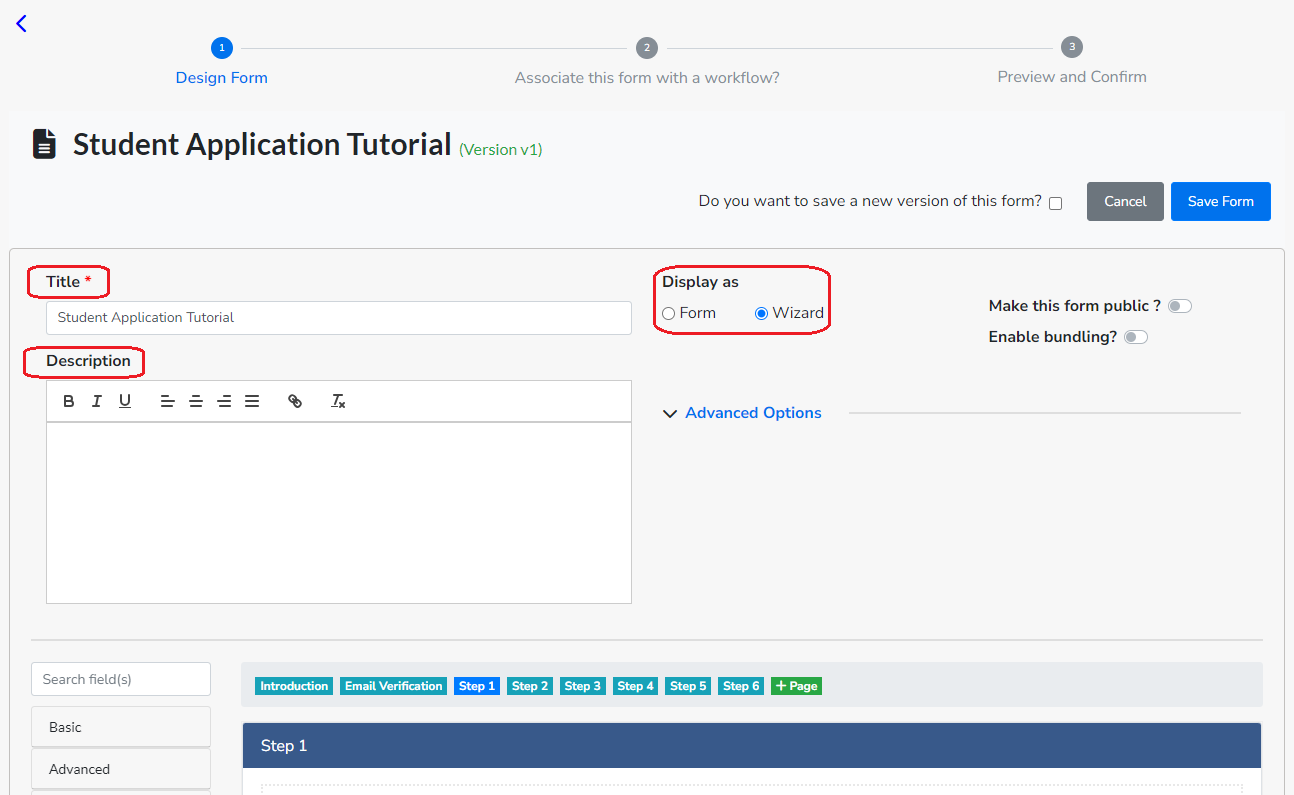 1
2
3
Design Form
Associate this form with a workflow?
Preview and Confirm
Student Application Tutorial (Version v1)
Do you want to save a new version of this form?
Cancel
Save Form
Title *
Student Application Tutorial
Description
B I U
Display as
Form
Wizard
Make this form public ?
Enable bundling?
Advanced Options
Search field(s)
Basic
Advanced
Introduction Email Verification Step 1 Step 2 Step 3 Step 4 Step 5 Step 6 + Page
Step 1